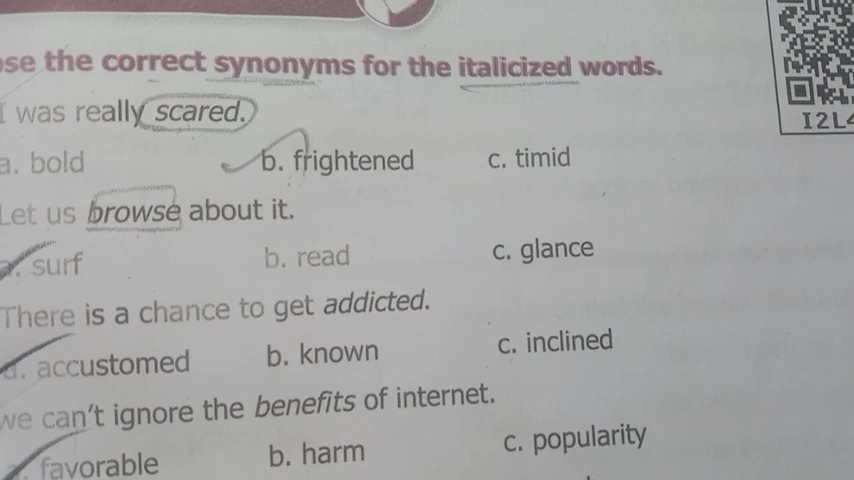 ose the correct synonyms for the italicized words.
I was really scared.
a. bold b. frightened c. timid
Let us browse about it.
a. surf b. read c. glance
There is a chance to get addicted.
a. accustomed b. known c. inclined
we can't ignore the benefits of internet.
a. favorable b. harm c. popularity
I2L4